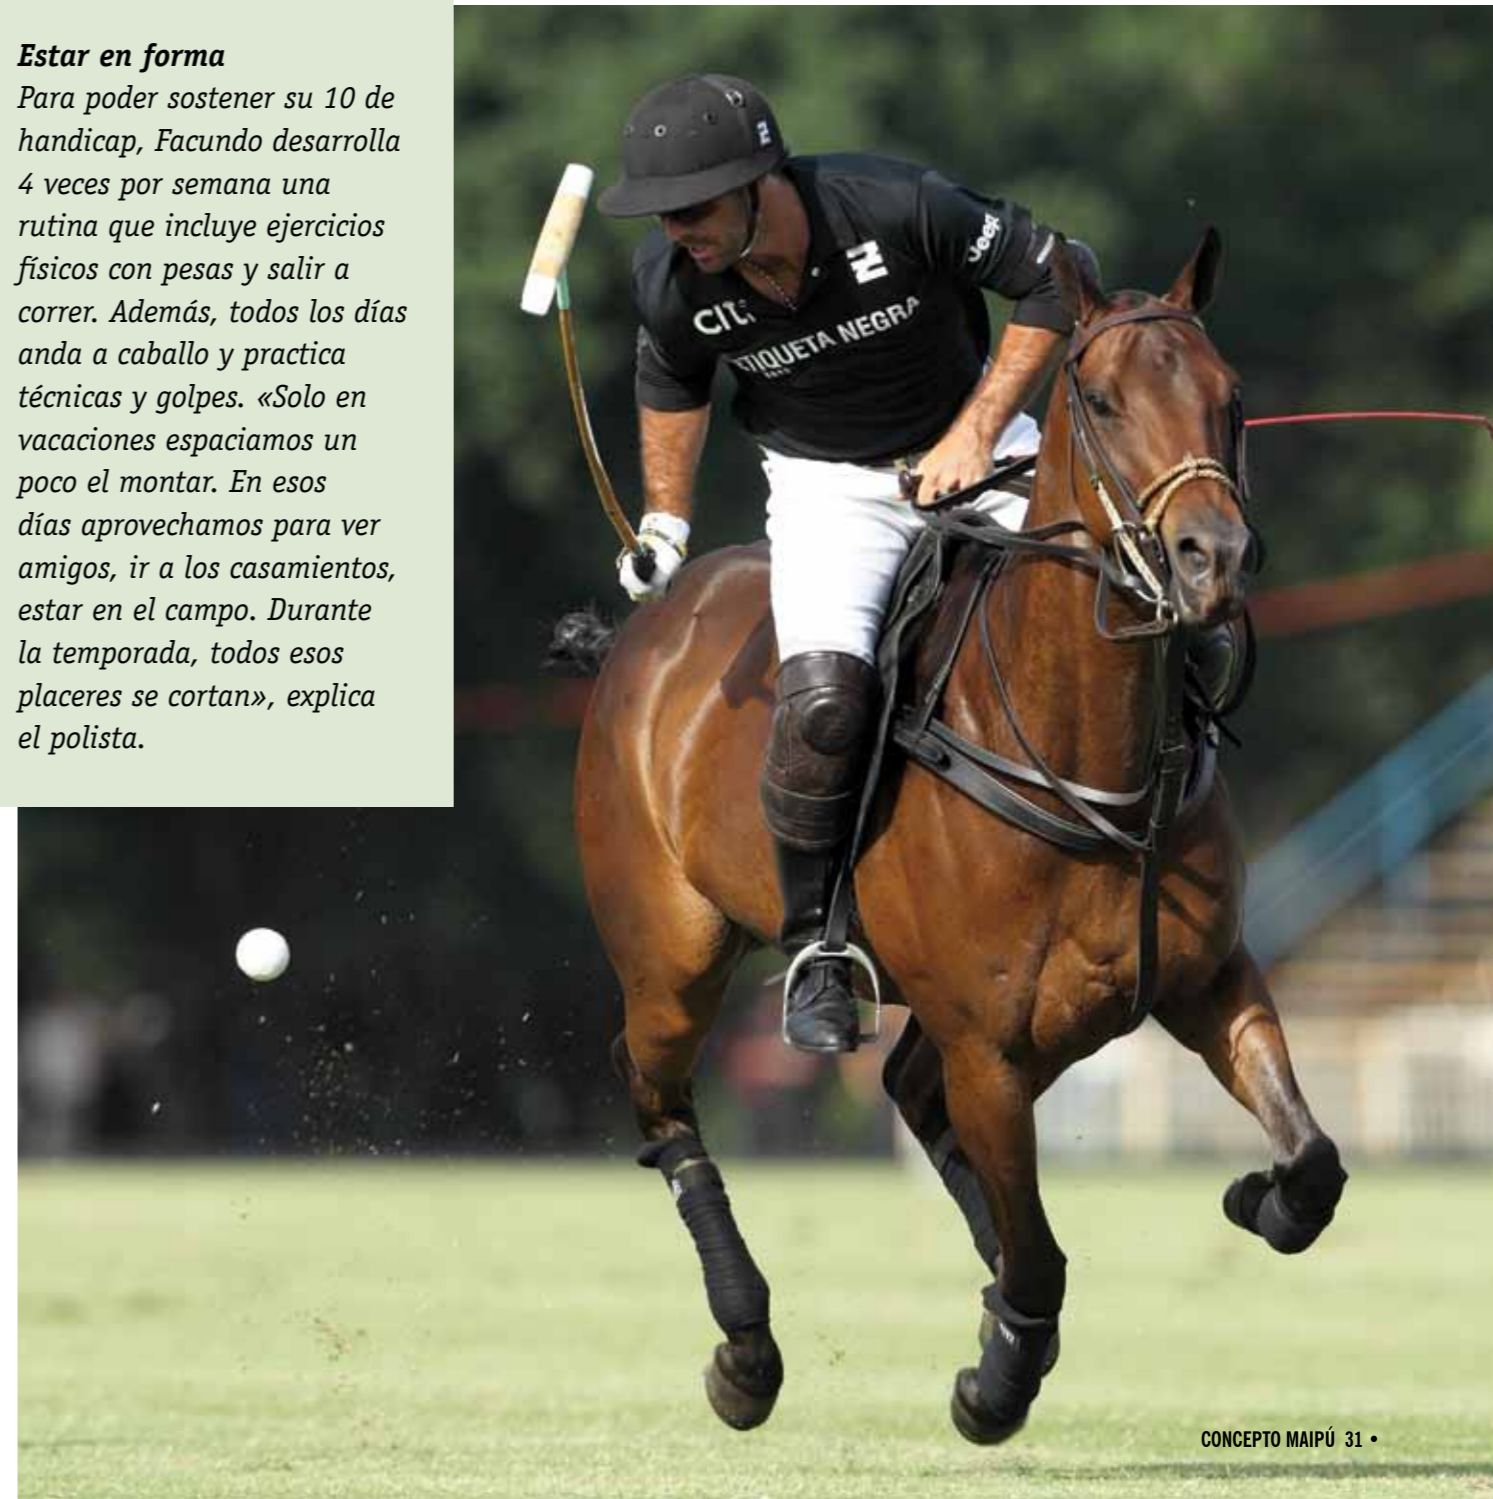 Estar en forma
Para poder sostener su 10 de
handicap, Facundo desarrolla
4 veces por semana una
rutina que incluye ejercicios
físicos con pesas y salir a
correr. Además, todos los días
anda a caballo y practica
técnicas y golpes. «Solo en
vacaciones espaciamos un
poco el montar. En esos
días aprovechamos para ver
amigos, ir a los casamientos,
estar en el campo. Durante
la temporada, todos esos
placeres se cortan», explica
el polista.
Jeep
ETIQUETA NEGRA
CONCEPTO MAIPÚ 31 •